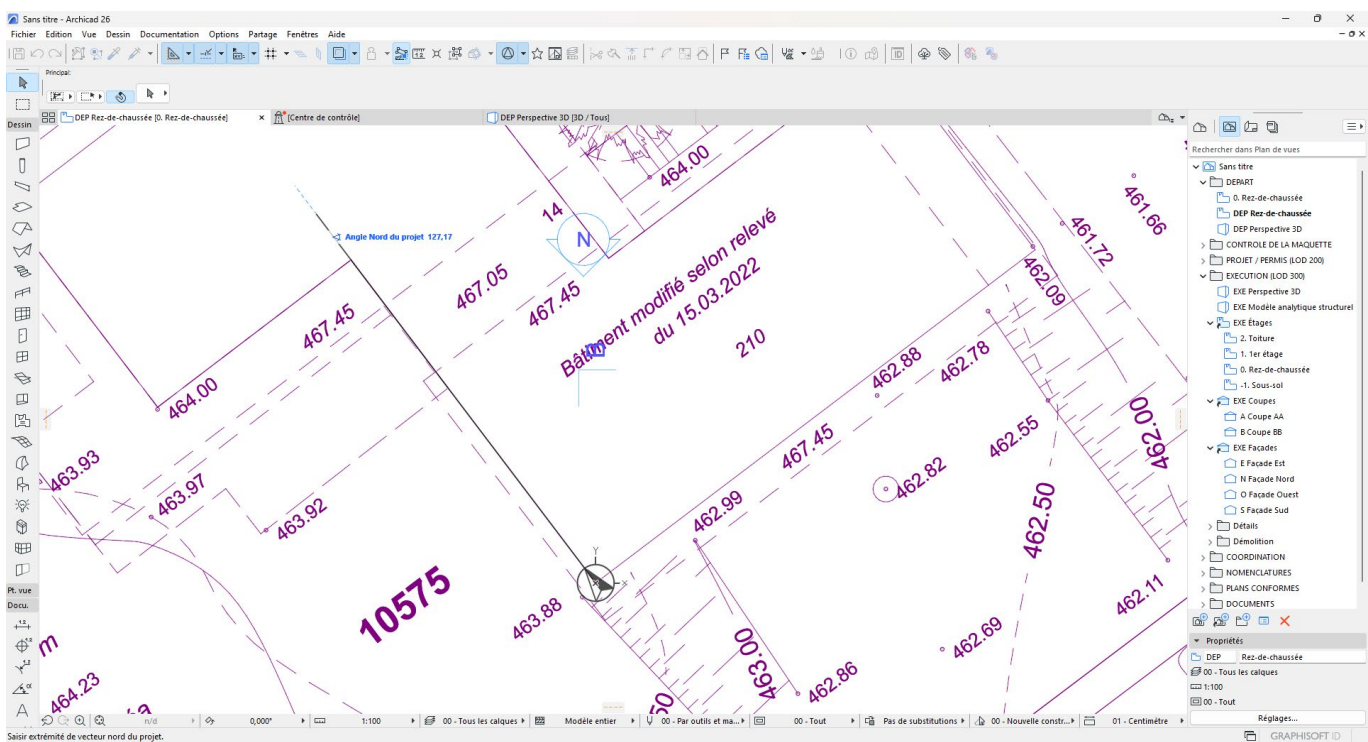 Sans titre - Archicad 26
Fichier Edition Vue Dessin Documentation Options Partage Fenêtres Aide
Principal:
DEP Rez-de-chaussée [0. Rez-de-chaussée]
[Centre de contrôle]
DEP Perspective 3D [3D / Tous]
Dessin
Pt. vue
Docu.
Angle Nord du projet 127,17
14
N
464.00
467.05
467.45
467.45
464.00
Bâtiment modifié selon relevé
du 15.03.2022
210
461.66
461.72
462.09
462.88
462.78
462.00
462.55
467.45
462.82
462.99
462.50
463.93
463.97
463.92
Y
X
10575
463.88
463.00
462.11
462.69
462.86
464.23
m
50
Rechercher dans Plan de vues
Sans titre
DEPART
0. Rez-de-chaussée
DEP Rez-de-chaussée
DEP Perspective 3D
CONTROLE DE LA MAQUETTE
PROJET / PERMIS (LOD 200)
EXECUTION (LOD 300)
EXE Perspective 3D
EXE Modèle analytique structurel
EXE Étages
2. Toiture
1. 1er étage
0. Rez-de-chaussée
-1. Sous-sol
EXE Coupes
A Coupe AA
B Coupe BB
EXE Façades
E Façade Est
N Façade Nord
O Façade Ouest
S Façade Sud
Détails
Démolition
COORDINATION
NOMENCLATURES
PLANS CONFORMES
DOCUMENTS
Propriétés
DEP Rez-de-chaussée
00 - Tous les calques
1:100
00 - Tout
Réglages...
n/d 0,000° 1:100 00 - Tous les calques Modèle entier 00 - Par outils et ma... 00 - Tout Pas de substitutions 00 - Nouvelle constr... 01 - Centimètre
Saisir extrémité de vecteur nord du projet.
GRAPHISOFT ID